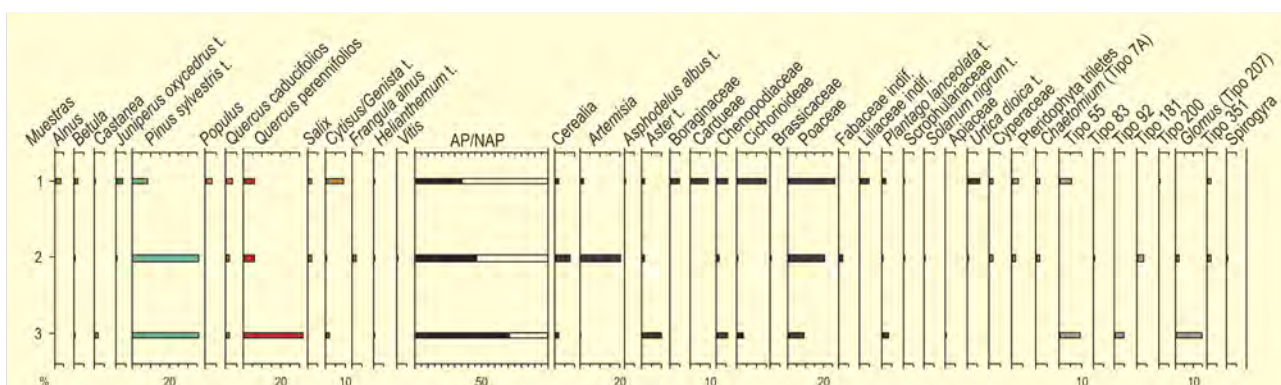 Muestras
Alnus
Betula
Castanea
Juniperus oxycedrus t.
Pinus sylvestris t.
Populus
Quercus caducifolios
Quercus perennifolios
Salix
Cytisus/Genista t.
Frangula alnus
Helianthemum t.
Vitis
AP/NAP
Cerealia
Artemisia
Asphodelus albus t.
Aster t.
Boraginaceae
Cardueae
Chenopodiaceae
Cichorioideae
Brassicaceae
Poaceae
Fabaceae indif.
Liliaceae indif.
Plantago lanceolata t.
Scrophulariaceae
Solanum nigrum t.
Apiaceae
Urtica dioica t.
Cyperaceae
Pteridophyta triletes
Chaetomium (Tipo 7A)
Tipo 55
Tipo 83
Tipo 92
Tipo 181
Tipo 200
Glomus (Tipo 207)
Tipo 351
Spirogyra
1
2
3
% 20 20 10 50 20 10 20 10 10